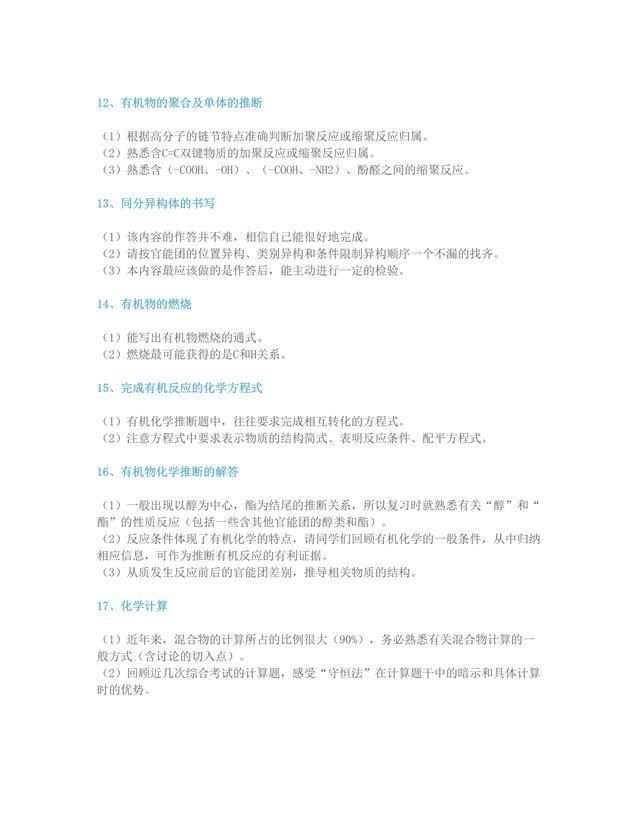 12、有机物的聚合及单体的推断
（1）根据高分子的链节特点准确判断加聚反应或缩聚反应归属。
（2）熟悉含C=C双键物质的加聚反应或缩聚反应归属。
（3）熟悉含（-COOH、-OH）、（-COOH、-NH2）、酚醛之间的缩聚反应。
13、同分异构体的书写
（1）该内容的作答并不难，相信自己能很好地完成。
（2）请按官能团的位置异构、类别异构和条件限制异构顺序一个不漏的找齐。
（3）本内容最应该做的是作答后，能主动进行一定的检验。
14、有机物的燃烧
（1）能写出有机物燃烧的通式。
（2）燃烧最可能获得的是C和H关系。
15、完成有机反应的化学方程式
（1）有机化学推断题中，往往要求完成相互转化的方程式。
（2）注意方程式中要求表示物质的结构简式、表明反应条件、配平方程式。
16、有机物化学推断的解答
（1）一般出现以醇为中心，酯为结尾的推断关系，所以复习时就熟悉有关“醇”和“
酯”的性质反应（包括一些含其他官能团的醇类和酯）。
（2）反应条件体现了有机化学的特点，请同学们回顾有机化学的一般条件，从中归纳
相应信息，可作为推断有机反应的有利证据。
（3）从质发生反应前后的官能团差别，推导相关物质的结构。
17、化学计算
（1）近年来，混合物的计算所占的比例很大（90%），务必熟悉有关混合物计算的一
般方式（含讨论的切入点）。
（2）回顾近几次综合考试的计算题，感受“守恒法”在计算题干中的暗示和具体计算
时的优势。